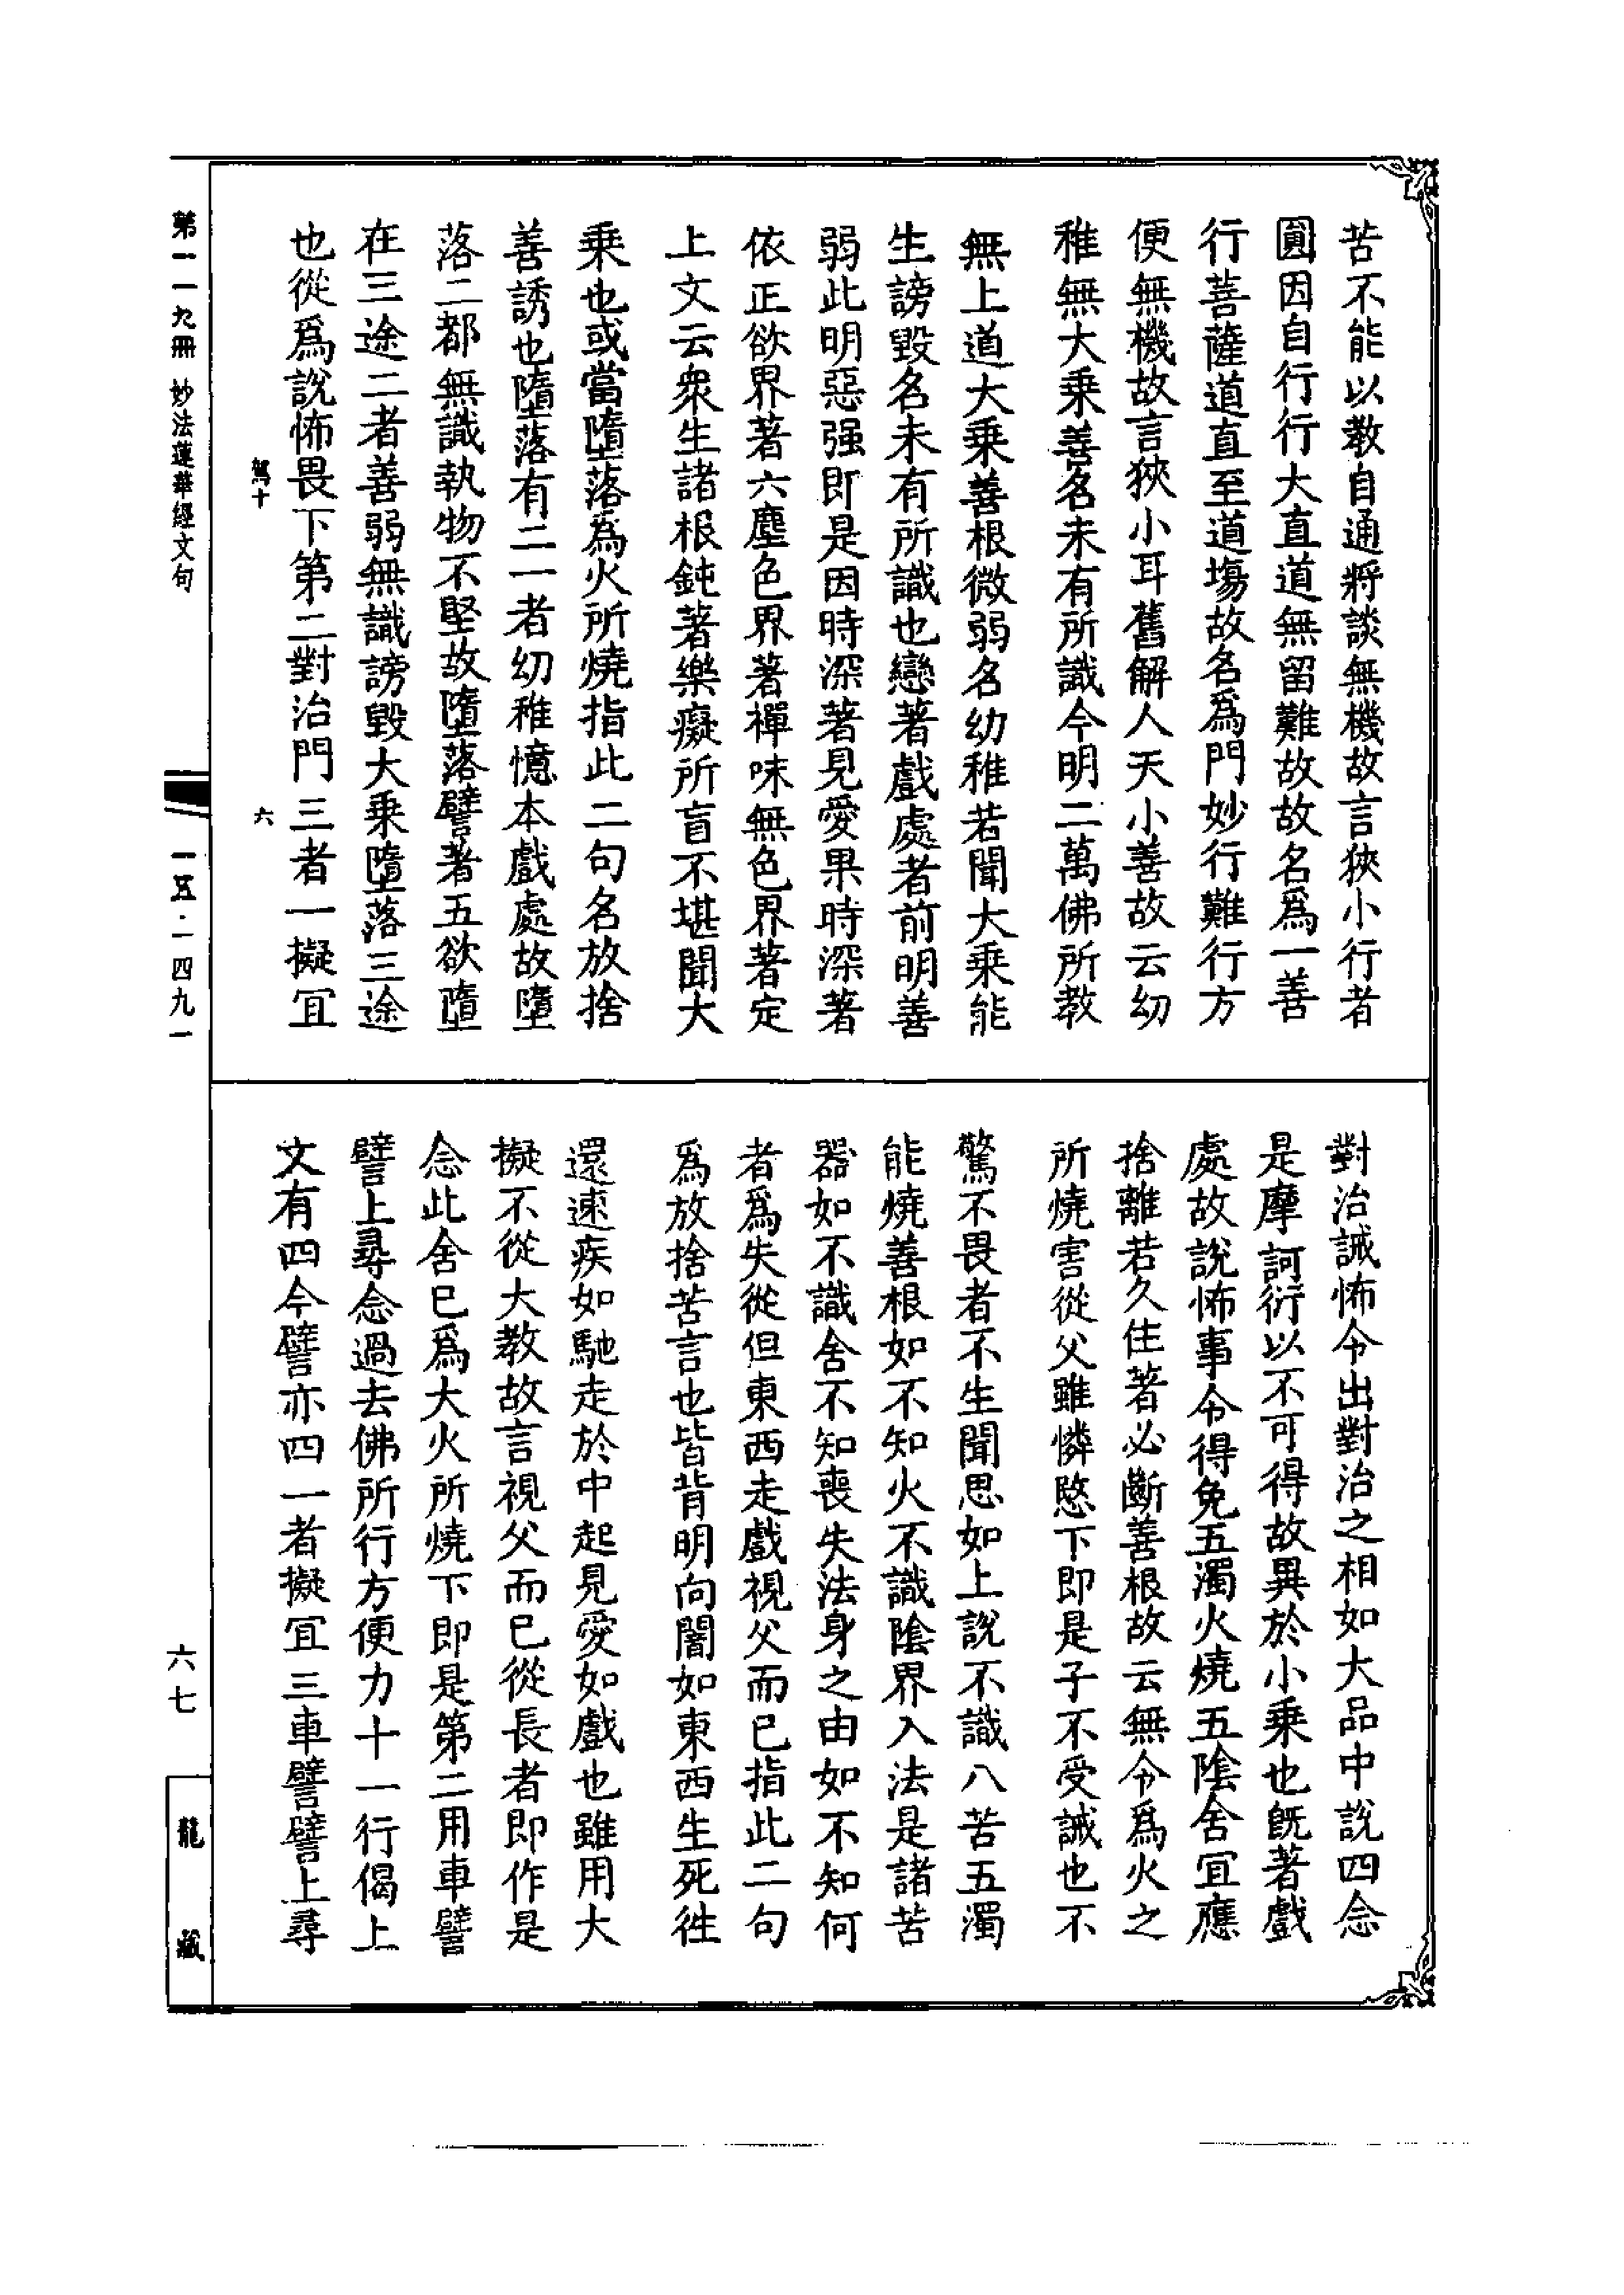 苦不能以教自通將談無機故言狹小行者
圓因自行行大直道無留難故故名爲一善
行菩薩道直至道塲故名爲門妙行難行方
便無機故言狹小耳舊解人天小善故云幼
稚無大乘善名未有所識今明二萬佛所教
無上道大乘善根微弱名幼稚若聞大乘能
生謗毀名未有所識也戀著戲處者前明善
弱此明惡强即是因時深著見愛果時深著
依正欲界著六塵色界著禪味無色界著定
上文云衆生諸根鈍著樂癡所盲不堪聞大
乘也或當墮落爲火所燒指此二句名放捨
善誘也墮落有二一者幼稚憶本戲處故墮
落二都無識執物不堅故墮落譬著五欲墮
在三途二者善弱無識謗毀大乘墮落三途
也從爲說怖畏下第二對治門三者一擬冝
對治誡怖令出對治之相如大品中說四念
是摩訶衍以不可得故異於小乘也旣著戲
處故說怖事令得免五濁火燒五陰舍冝應
捨離若久住著必斷善根故云無令爲火之
所燒害從父雖憐愍下即是子不受誡也不
驚不畏者不生聞思如上說不識八苦五濁
能燒善根如不知火不識陰界入法是諸苦
器如不識舍不知喪失法身之由如不知何
者爲失從但東西走戲視父而已指此二句
爲放捨苦言也皆背明向闇如東西生死徃
還速疾如馳走於中起見愛如戲也雖用大
擬不從大教故言視父而已從長者即作是
念此舍已爲大火所燒下即是第二用車譬
譬上尋念過去佛所行方便力十一行偈上
文有四今譬亦四一者擬冝三車譬譬上尋
駕十
六
第一一九冊 妙法蓮華經文句
一五·一四九一
六七
龍藏